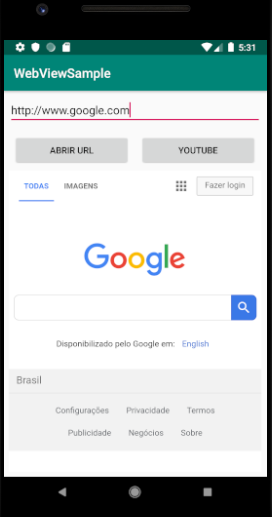 5:31
WebViewSample
http://www.google.com
ABRIR URL YOUTUBE
TODAS IMAGENS Fazer login
Google
Disponibilizado pelo Google em: English
Brasil
Configurações Privacidade Termos
Publicidade Negócios Sobre